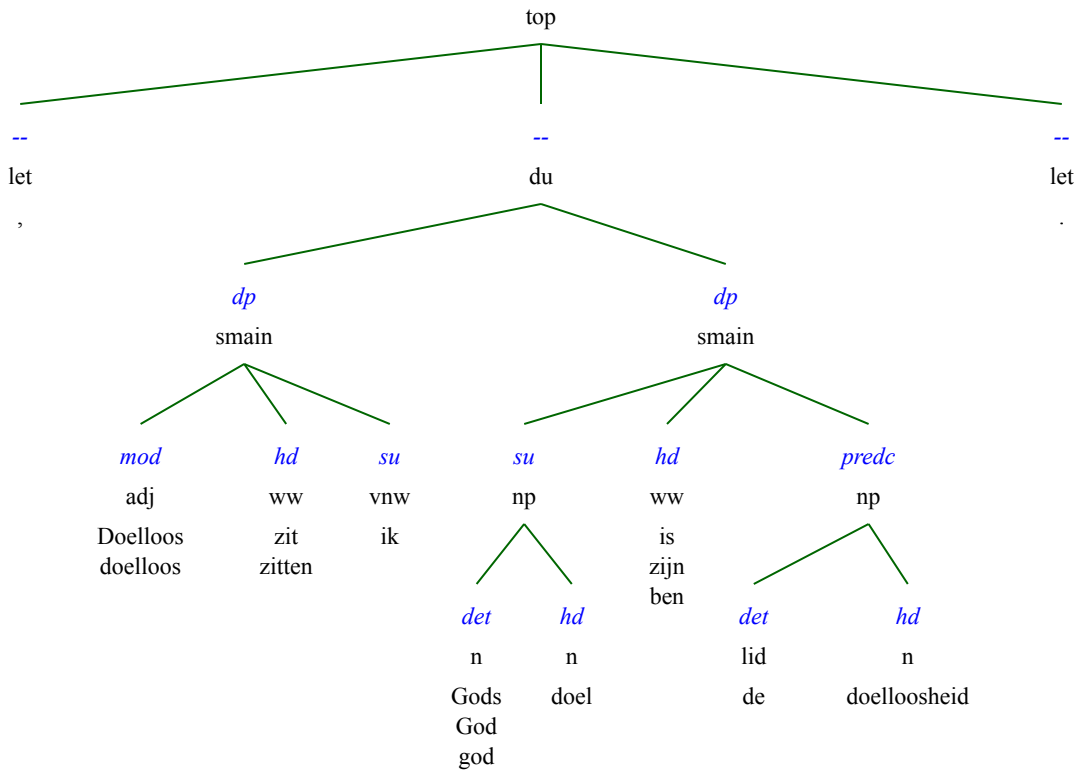 top
-- -- --
let du let
, .
dp dp
smain smain
mod hd su su hd predc
adj ww vnw np ww np
Doelloos zit ik is
doelloos zitten zijn
ben
det hd det hd
n n lid n
Gods doel de doelloosheid
God
god